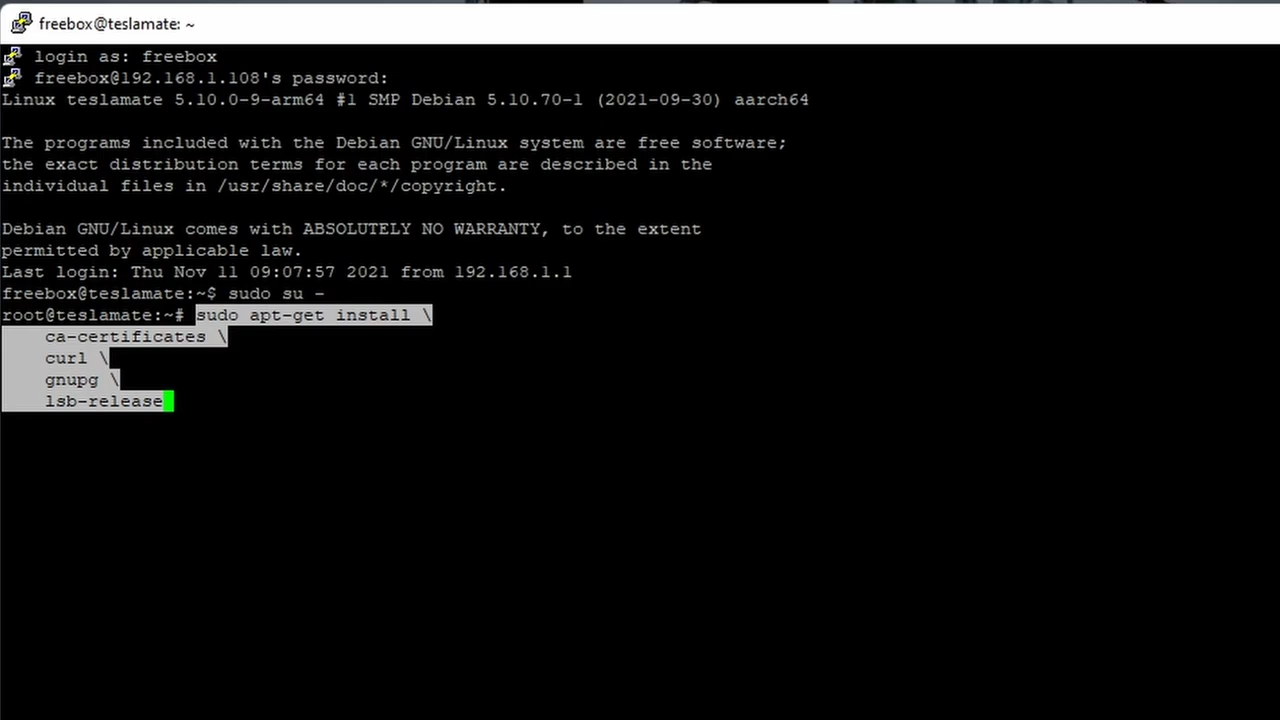 freebox@teslamate: ~
login as: freebox
freebox@192.168.1.108's password:
Linux teslamate 5.10.0-9-arm64 #1 SMP Debian 5.10.70-1 (2021-09-30) aarch64
The programs included with the Debian GNU/Linux system are free software;
the exact distribution terms for each program are described in the
individual files in /usr/share/doc/*/copyright.
Debian GNU/Linux comes with ABSOLUTELY NO WARRANTY, to the extent
permitted by applicable law.
Last login: Thu Nov 11 09:07:57 2021 from 192.168.1.1
freebox@teslamate:~$ sudo su -
root@teslamate:~# sudo apt-get install \
    ca-certificates \
    curl \
    gnupg \
    lsb-release